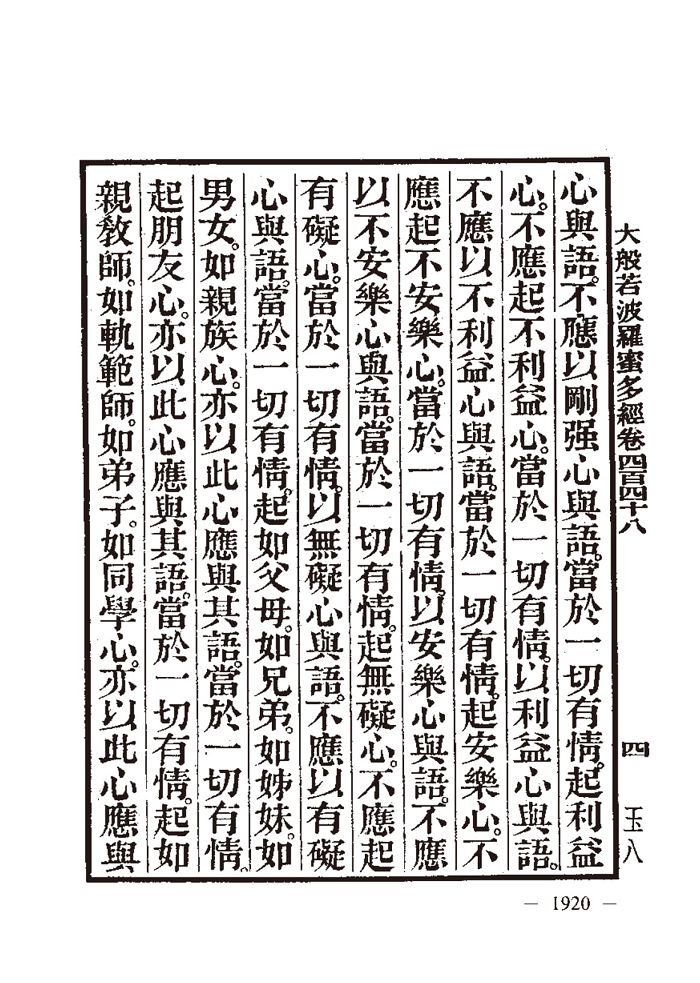 大般若波羅蜜多經卷四百四十八 四 玉八
心與語。不應以剛强心與語。當於一切有情。起利益
心。不應起不利益心。當於一切有情。以利益心與語。
不應以不利益心與語。當於一切有情。起安樂心。不
應起不安樂心。當於一切有情。以安樂心與語。不應
以不安樂心與語。當於一切有情。起無礙心。不應起
有礙心。當於一切有情。以無礙心與語。不應以有礙
心與語。當於一切有情。起如父母。如兄弟。如姊妹。如
男女。如親族心。亦以此心應與其語。當於一切有情。
起朋友心。亦以此心應與其語。當於一切有情。起如
親敎師。如軌範師。如弟子。如同學心。亦以此心應與
— 1920 —